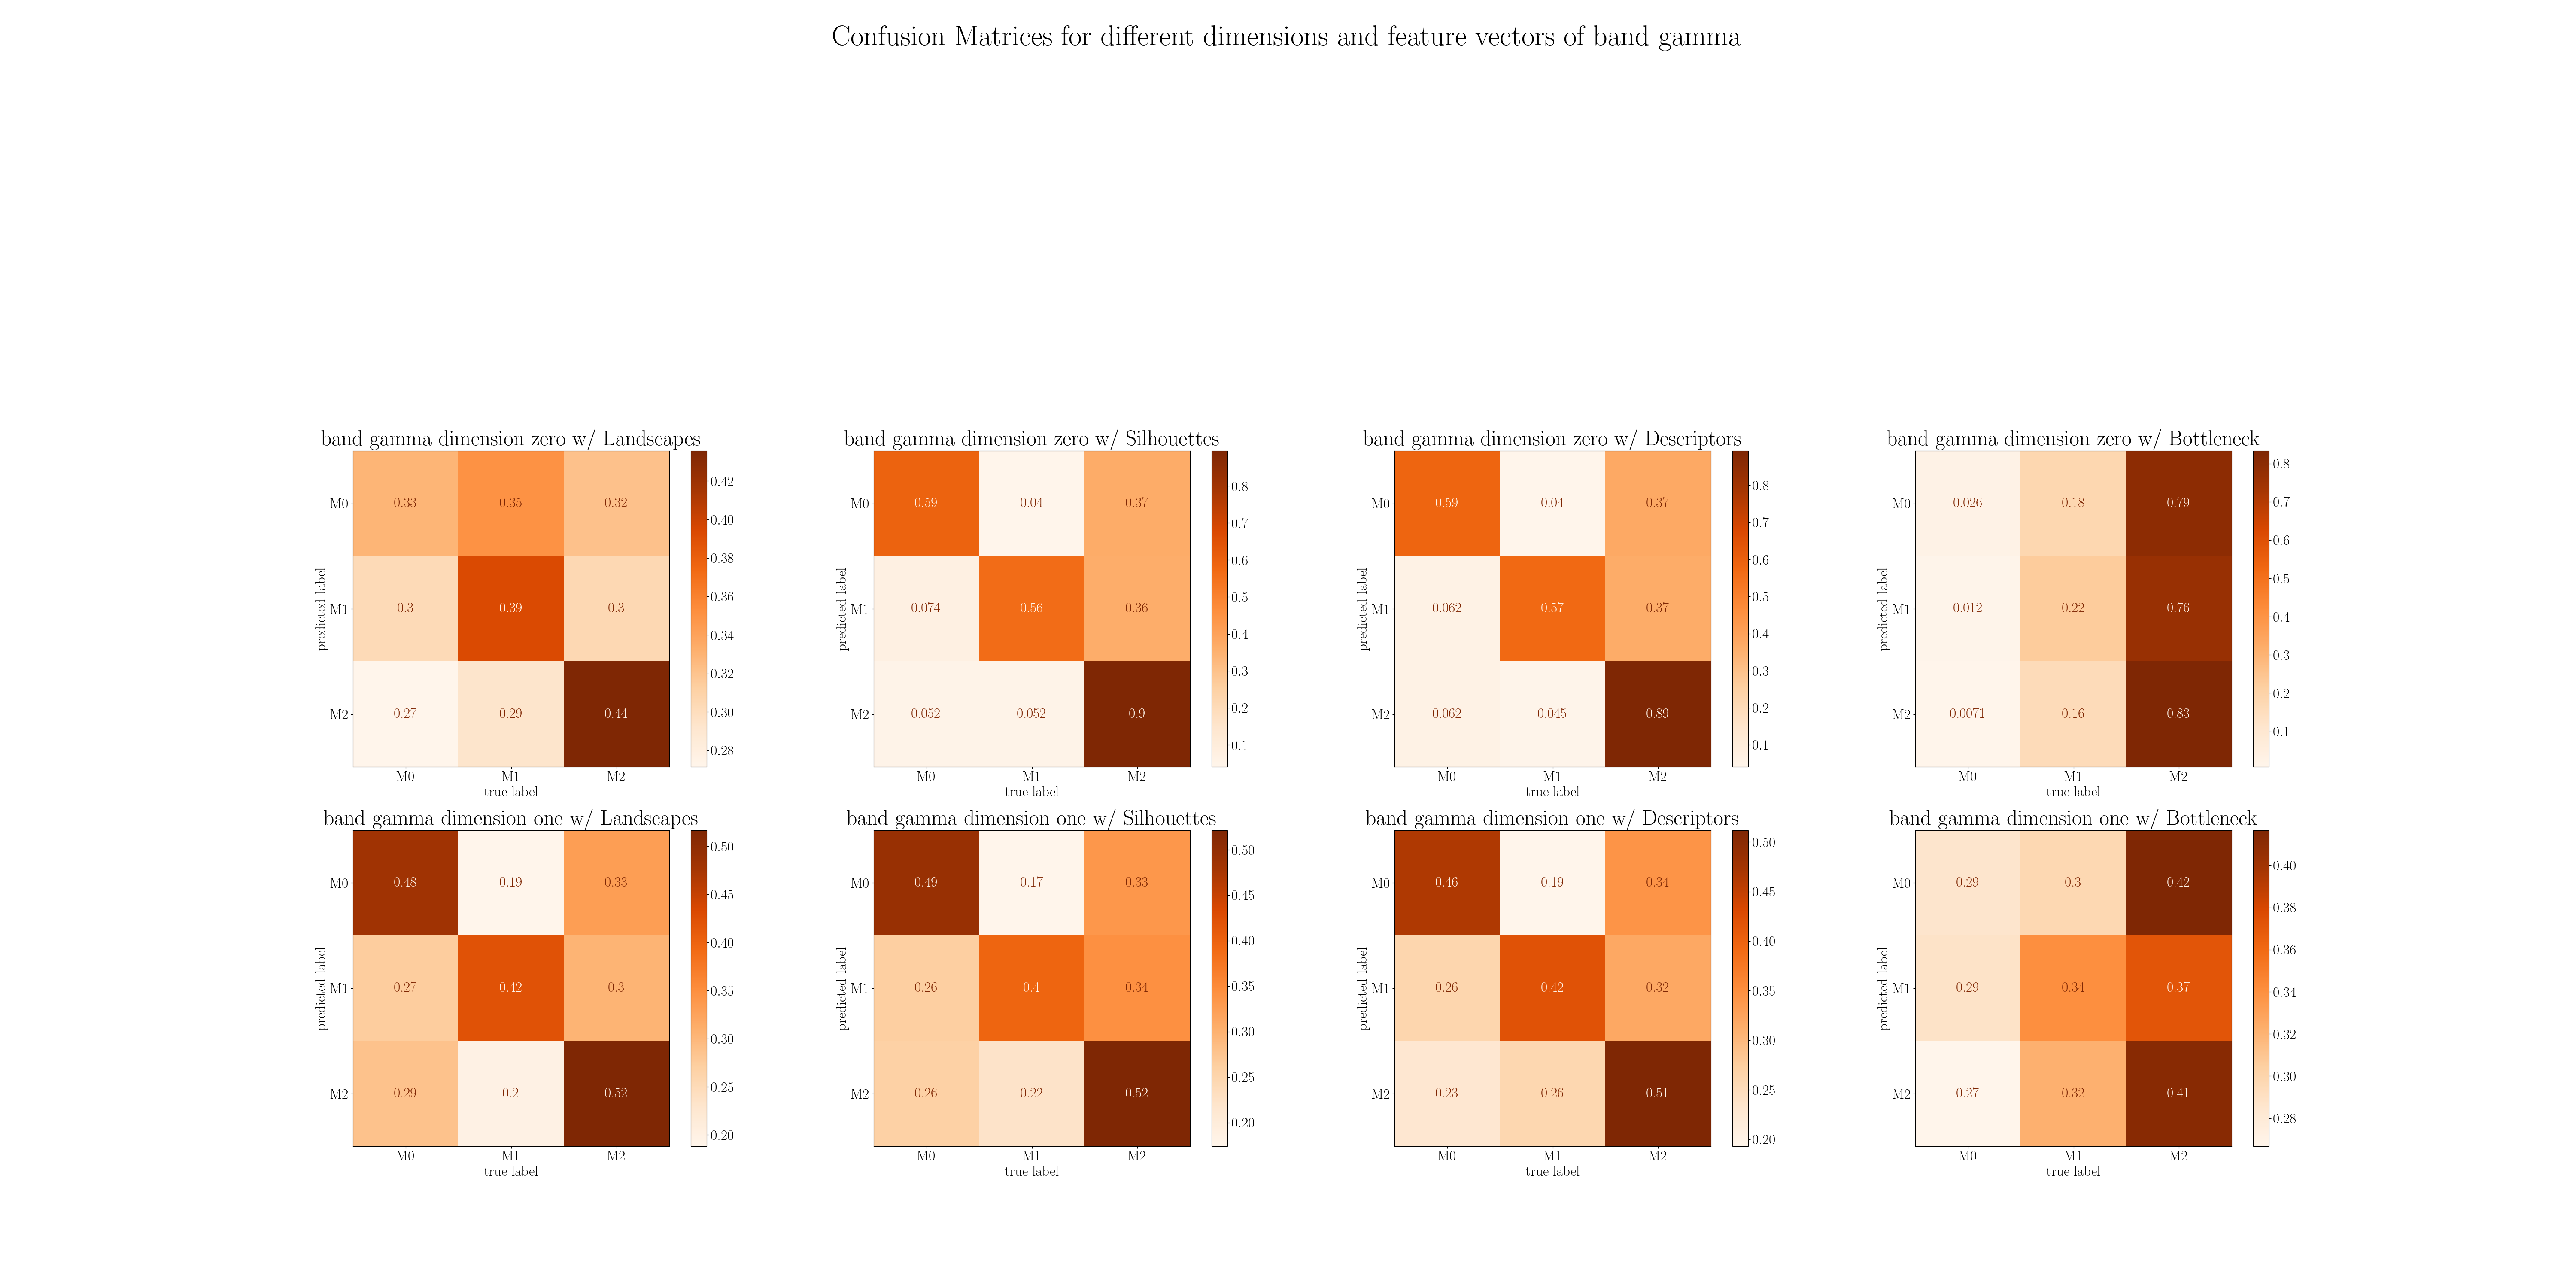 Confusion Matrices for different dimensions and feature vectors of band gamma
band gamma dimension zero w/ Landscapes
M0 0.33 0.35 0.32
M1 0.3 0.39 0.3
M2 0.27 0.29 0.44
M0 M1 M2
true label
predicted label
0.42
0.40
0.38
0.36
0.34
0.32
0.30
0.28
band gamma dimension zero w/ Silhouettes
M0 0.59 0.04 0.37
M1 0.074 0.56 0.36
M2 0.052 0.052 0.9
M0 M1 M2
true label
predicted label
0.8
0.7
0.6
0.5
0.4
0.3
0.2
0.1
band gamma dimension zero w/ Descriptors
M0 0.59 0.04 0.37
M1 0.062 0.57 0.37
M2 0.062 0.045 0.89
M0 M1 M2
true label
predicted label
0.8
0.7
0.6
0.5
0.4
0.3
0.2
0.1
band gamma dimension zero w/ Bottleneck
M0 0.026 0.18 0.79
M1 0.012 0.22 0.76
M2 0.0071 0.16 0.83
M0 M1 M2
true label
predicted label
0.8
0.7
0.6
0.5
0.4
0.3
0.2
0.1
band gamma dimension one w/ Landscapes
M0 0.48 0.19 0.33
M1 0.27 0.42 0.3
M2 0.29 0.2 0.52
M0 M1 M2
true label
predicted label
0.50
0.45
0.40
0.35
0.30
0.25
0.20
band gamma dimension one w/ Silhouettes
M0 0.49 0.17 0.33
M1 0.26 0.4 0.34
M2 0.26 0.22 0.52
M0 M1 M2
true label
predicted label
0.50
0.45
0.40
0.35
0.30
0.25
0.20
band gamma dimension one w/ Descriptors
M0 0.46 0.19 0.34
M1 0.26 0.42 0.32
M2 0.23 0.26 0.51
M0 M1 M2
true label
predicted label
0.50
0.45
0.40
0.35
0.30
0.25
0.20
band gamma dimension one w/ Bottleneck
M0 0.29 0.3 0.42
M1 0.29 0.34 0.37
M2 0.27 0.32 0.41
M0 M1 M2
true label
predicted label
0.40
0.38
0.36
0.34
0.32
0.30
0.28